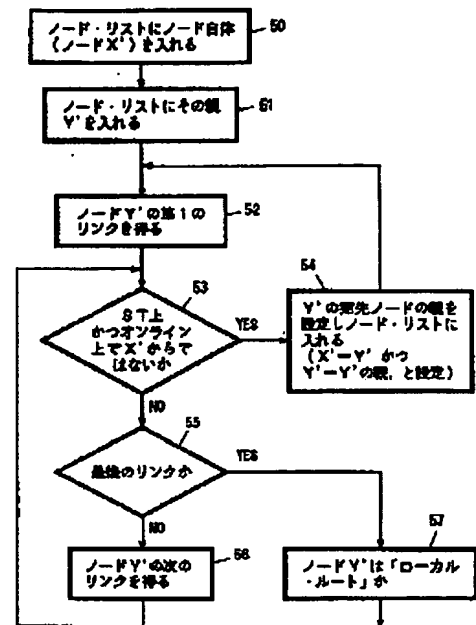 ノード・リストにノード自体
(ノードX')を入れる
50
ノード・リストにその親
Y'を入れる
51
ノードY'の第1の
リンクを得る
52
53
ST上
かつオンライン
上でX'からで
はないか
YES
54
Y'の宛先ノードの親を
設定しノード・リストに
入れる
(X'=Y' かつ
Y'=Y'の親, と設定)
NO
55
最後のリンクか
YES
NO
ノードY'の次の
リンクを得る
56
57
ノードY'は「ローカル
・ルート」か